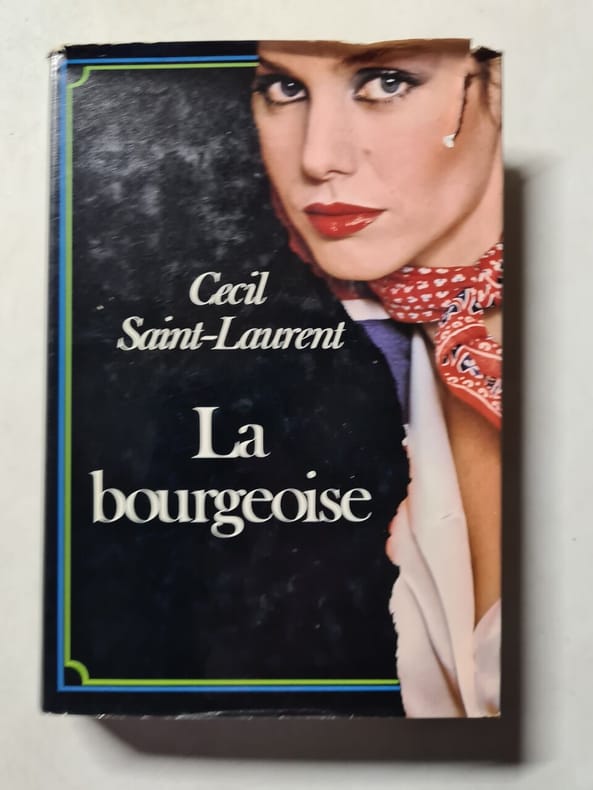 Cecil
Saint-Laurent
La
bourgeoise